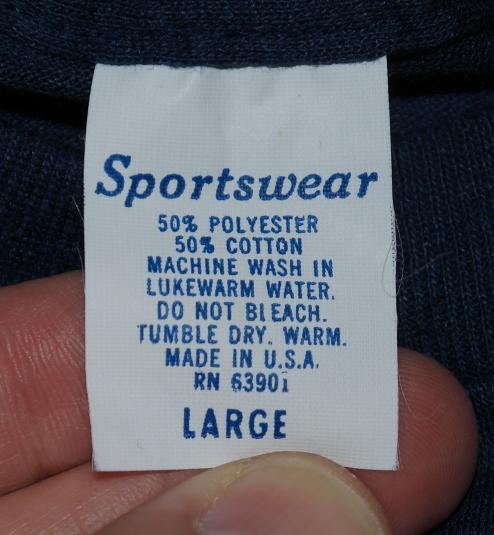 Sportswear
50% POLYESTER
50% COTTON
MACHINE WASH IN
LUKEWARM WATER.
DO NOT BLEACH.
TUMBLE DRY. WARM.
MADE IN U.S.A.
RN 63901
LARGE